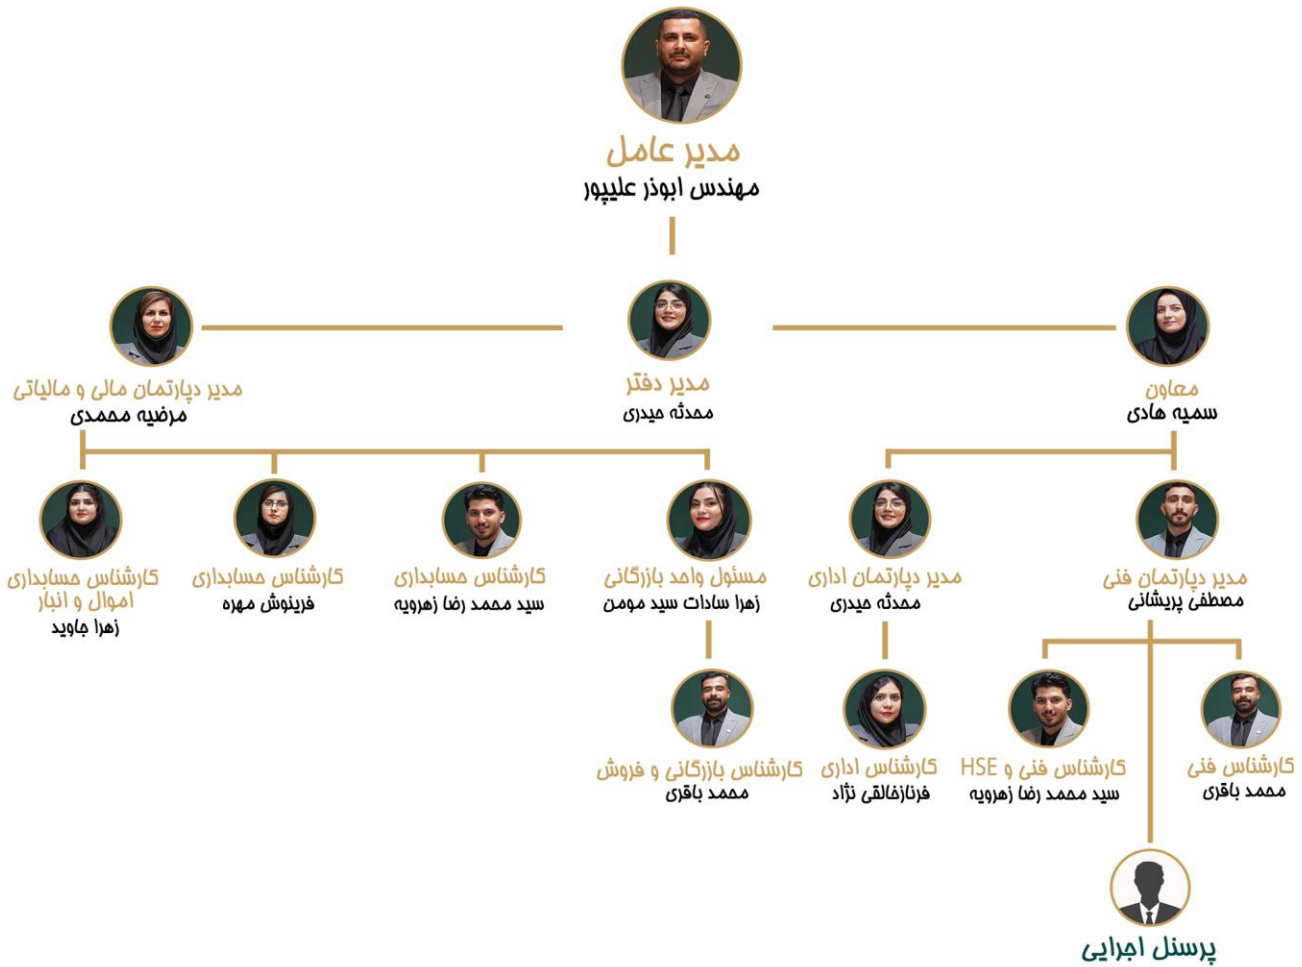 مدیر عامل
مهندس ابوذر علیپور
معاون
سمیه هادی
مدیر دفتر
محدثه حیدری
مدیر دپارتمان مالی و مالیاتی
مرضیه محمدی
مدیر دپارتمان فنی
مصطفی پریشانی
مدیر دپارتمان اداری
محدثه حیدری
مسئول واحد بازرگانی
زهرا سادات سید مومن
کارشناس حسابداری
سید محمد رضا زهرویه
کارشناس حسابداری
فرینوش مهره
کارشناس حسابداری
اموال و انبار
زهرا جاوید
کارشناس فنی
محمد باقری
کارشناس فنی و HSE
سید محمد رضا زهرویه
کارشناس اداری
فرنازخالقی نژاد
کارشناس بازرگانی و فروش
محمد باقری
پرسنل اجرایی